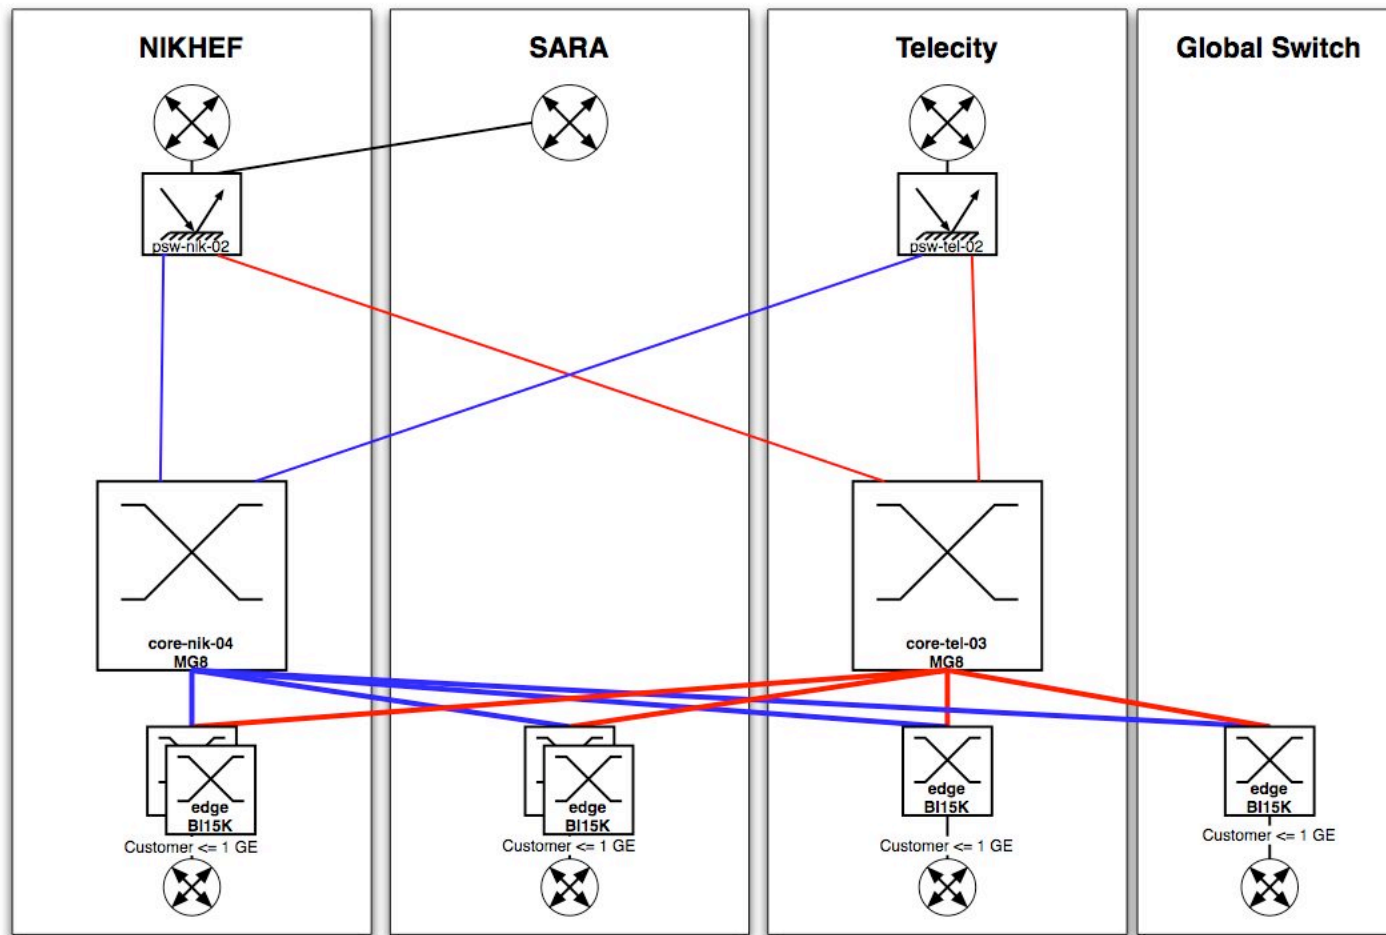 NIKHEF
SARA
Telecity
Global Switch
psw-nik-02
psw-tel-02
core-nik-04
MG8
core-tel-03
MG8
edge
BI15K
edge
BI15K
edge
BI15K
edge
BI15K
Customer <= 1 GE
Customer <= 1 GE
Customer <= 1 GE
Customer <= 1 GE